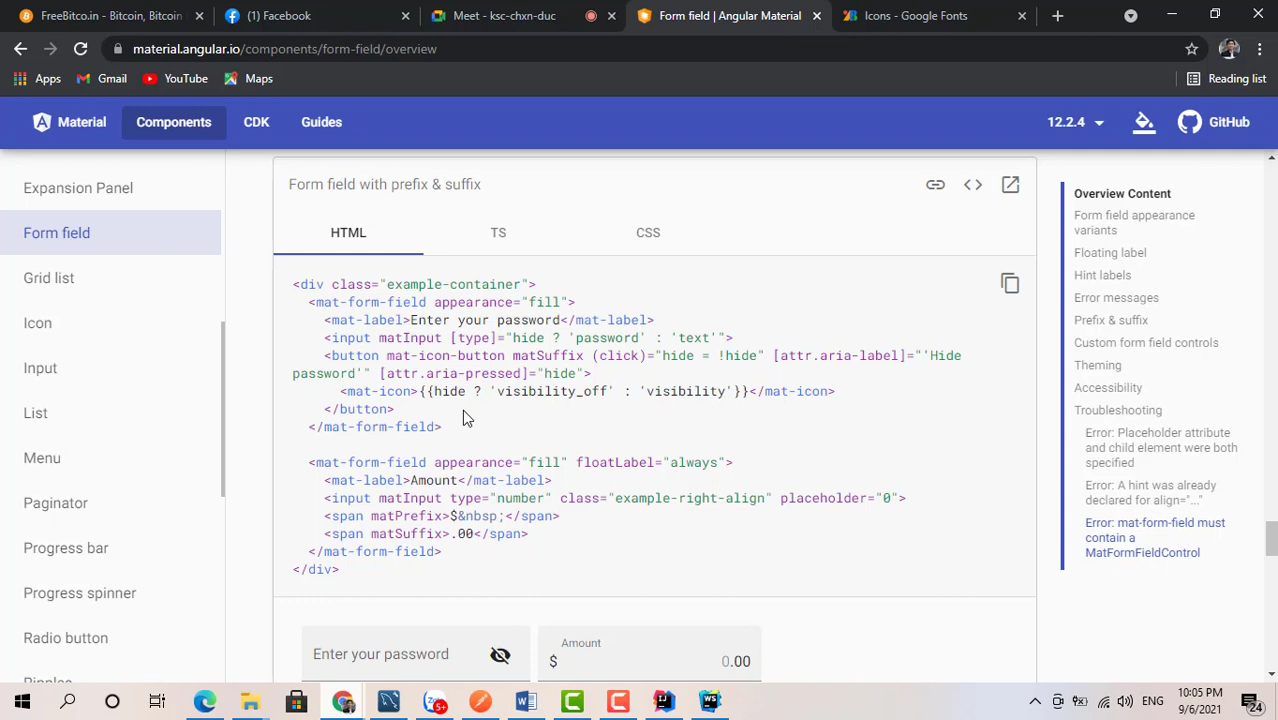 FreeBitco.in - Bitcoin, Bitcoin
(1) Facebook
Meet - ksc-chxn-duc
Form field | Angular Material
Icons - Google Fonts
material.angular.io/components/form-field/overview
Apps
Gmail
YouTube
Maps
Reading list
Material
Components
CDK
Guides
12.2.4
GitHub
Expansion Panel
Form field
Grid list
Icon
Input
List
Menu
Paginator
Progress bar
Progress spinner
Radio button
Form field with prefix & suffix
HTML
TS
CSS
<div class="example-container">
<mat-form-field appearance="fill">
<mat-label>Enter your password</mat-label>
<input matInput [type]="hide ? 'password' : 'text'">
<button mat-icon-button matSuffix (click)="hide = !hide" [attr.aria-label]="'Hide
password'" [attr.aria-pressed]="hide">
<mat-icon>{{hide ? 'visibility_off' : 'visibility'}}</mat-icon>
</button>
</mat-form-field>
<mat-form-field appearance="fill" floatLabel="always">
<mat-label>Amount</mat-label>
<input matInput type="number" class="example-right-align" placeholder="0">
<span matPrefix>$&nbsp;</span>
<span matSuffix>.00</span>
</mat-form-field>
</div>
Enter your password
Amount
$
0.00
Overview Content
Form field appearance
variants
Floating label
Hint labels
Error messages
Prefix & suffix
Custom form field controls
Theming
Accessibility
Troubleshooting
Error: Placeholder attribute
and child element were both
specified
Error: A hint was already
declared for align="..."
Error: mat-form-field must
contain a
MatFormFieldControl
5+
ENG
10:05 PM
9/6/2021
24